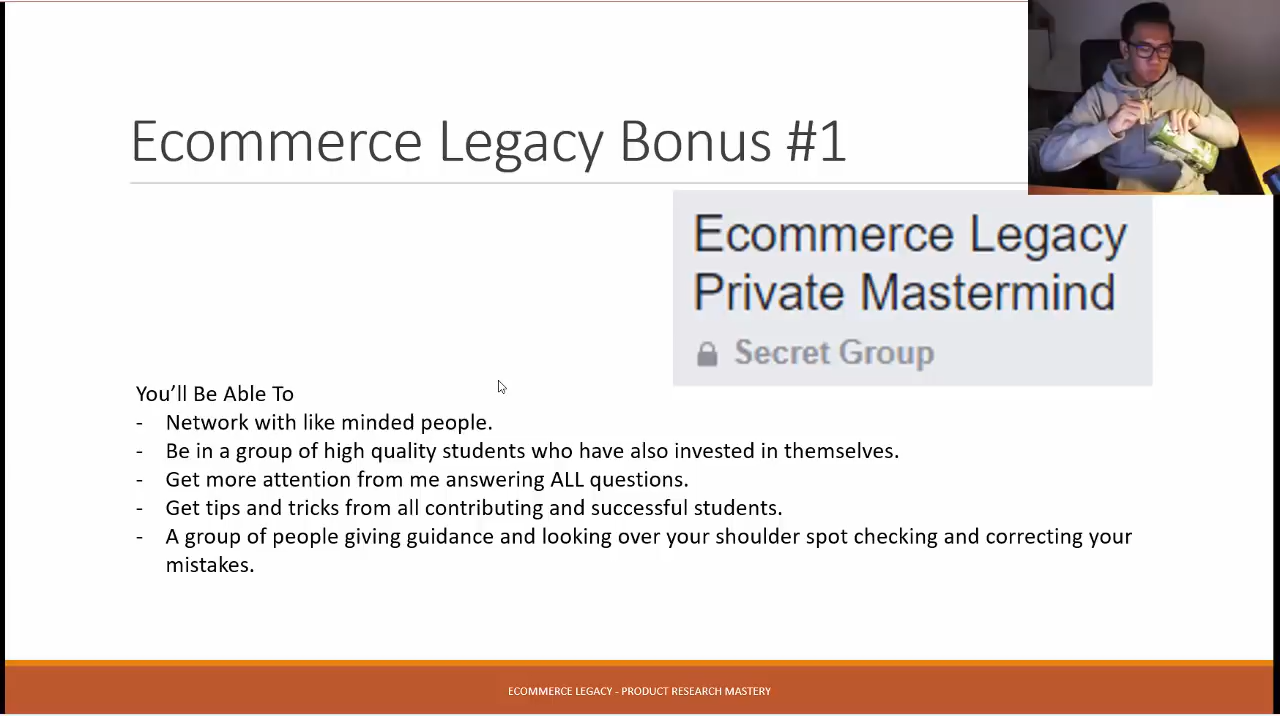 Ecommerce Legacy Bonus #1
Ecommerce Legacy
Private Mastermind
Secret Group
You’ll Be Able To
- Network with like minded people.
- Be in a group of high quality students who have also invested in themselves.
- Get more attention from me answering ALL questions.
- Get tips and tricks from all contributing and successful students.
- A group of people giving guidance and looking over your shoulder spot checking and correcting your
mistakes.
ECOMMERCE LEGACY - PRODUCT RESEARCH MASTERY